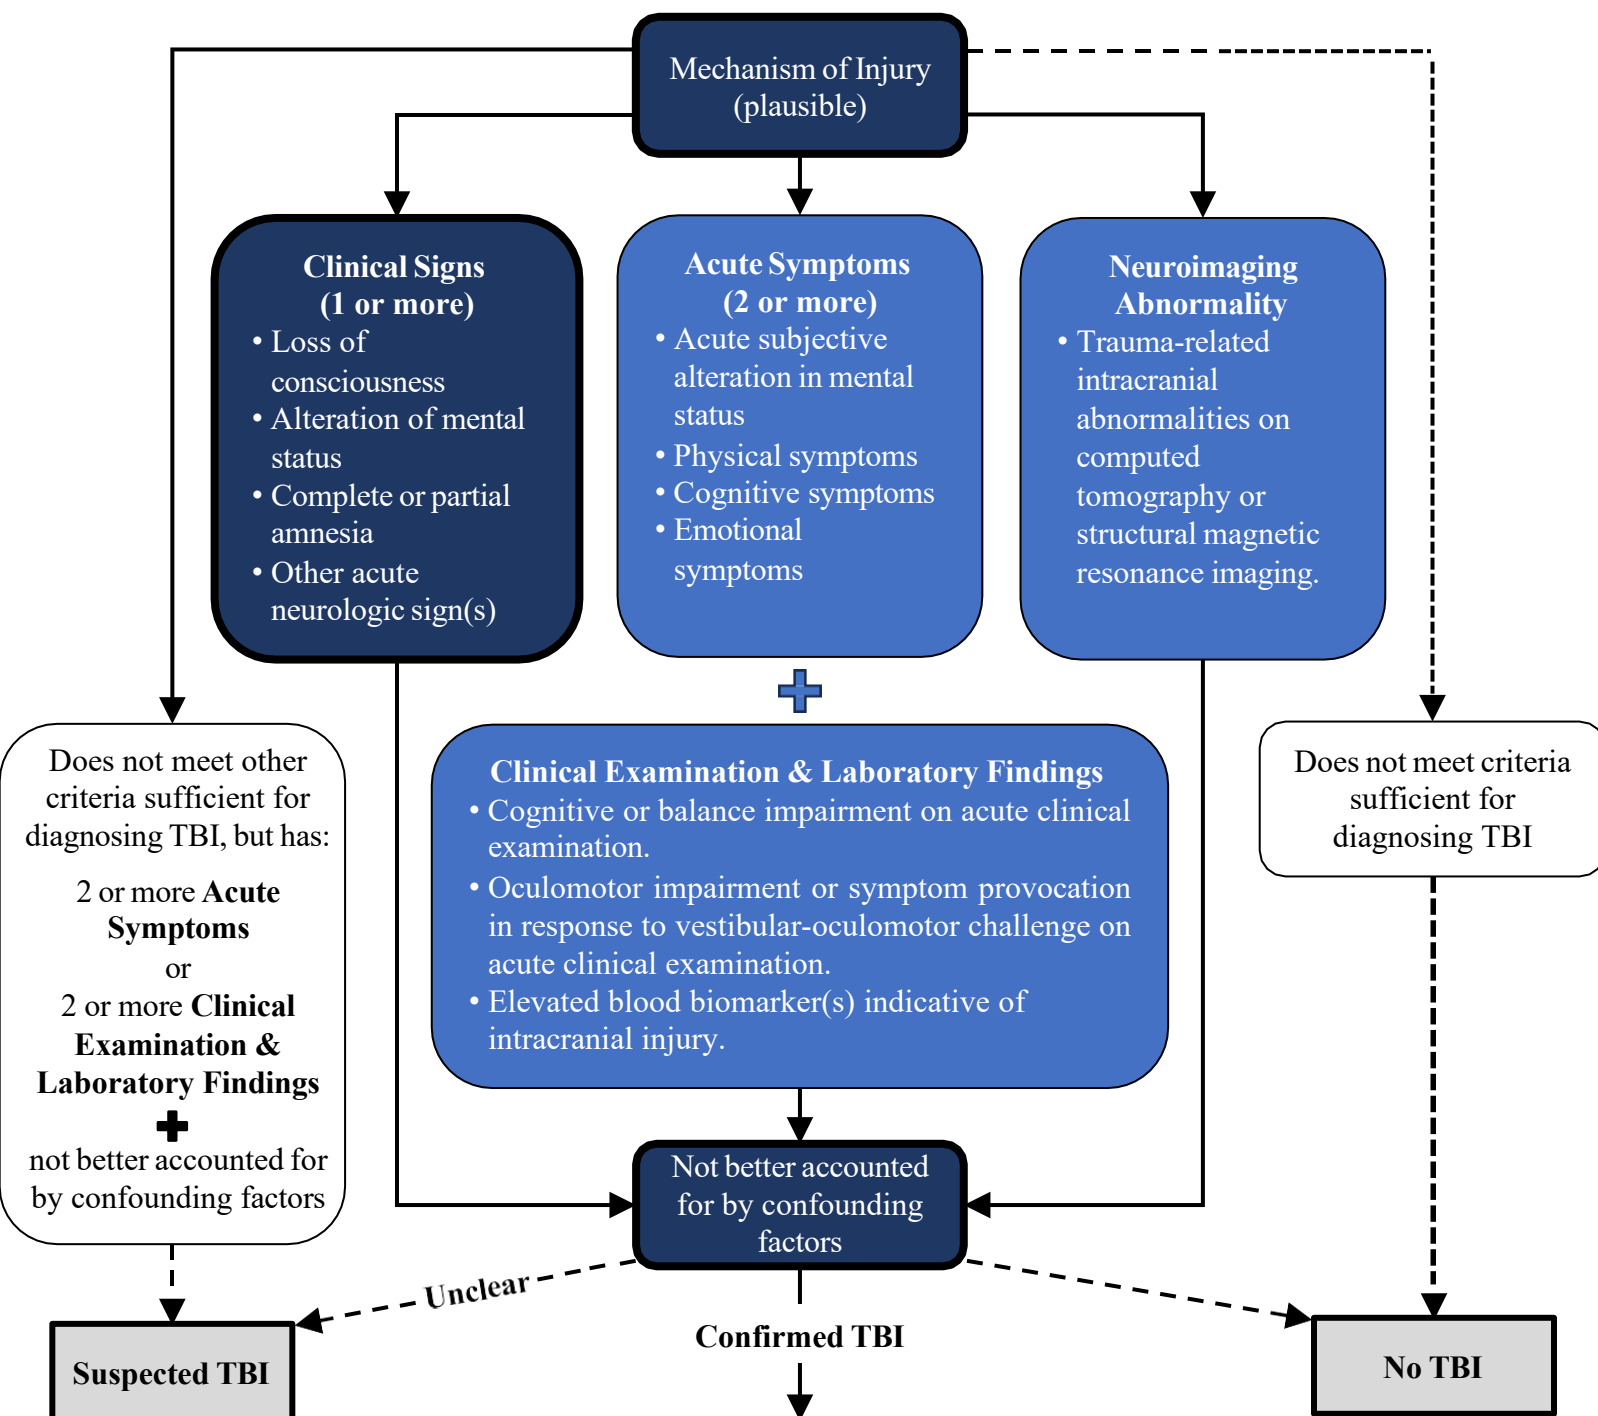 Mechanism of Injury
(plausible)
Clinical Signs
(1 or more)
• Loss of
consciousness
• Alteration of mental
status
• Complete or partial
amnesia
• Other acute
neurologic sign(s)
Acute Symptoms
(2 or more)
• Acute subjective
alteration in mental
status
• Physical symptoms
• Cognitive symptoms
• Emotional
symptoms
Neuroimaging
Abnormality
• Trauma-related
intracranial
abnormalities on
computed
tomography or
structural magnetic
resonance imaging.
Does not meet other
criteria sufficient for
diagnosing TBI, but has:
2 or more Acute
Symptoms
or
2 or more Clinical
Examination &
Laboratory Findings
not better accounted for
by confounding factors
Clinical Examination & Laboratory Findings
• Cognitive or balance impairment on acute clinical
examination.
• Oculomotor impairment or symptom provocation
in response to vestibular-oculomotor challenge on
acute clinical examination.
• Elevated blood biomarker(s) indicative of
intracranial injury.
Does not meet criteria
sufficient for
diagnosing TBI
Not better accounted
for by confounding
factors
Unclear
Suspected TBI
Confirmed TBI
No TBI